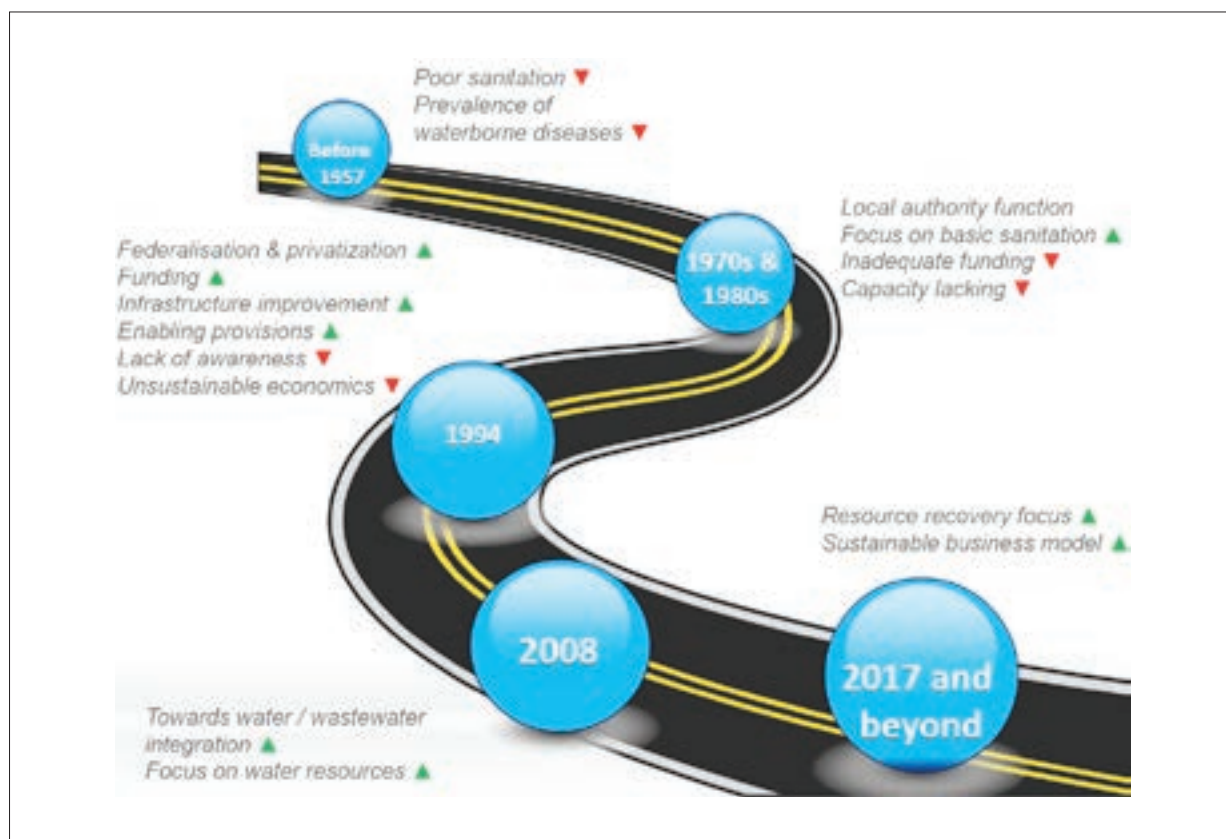 Before
1957
Poor sanitation ▼
Prevalence of
waterborne diseases ▼
1970s &
1980s
Local authority function
Focus on basic sanitation ▲
Inadequate funding ▼
Capacity lacking ▼
Federalisation & privatization ▲
Funding ▲
Infrastructure improvement ▲
Enabling provisions ▲
Lack of awareness ▼
Unsustainable economics ▼
1994
2008
Towards water / wastewater
integration ▲
Focus on water resources ▲
Resource recovery focus ▲
Sustainable business model ▲
2017 and
beyond